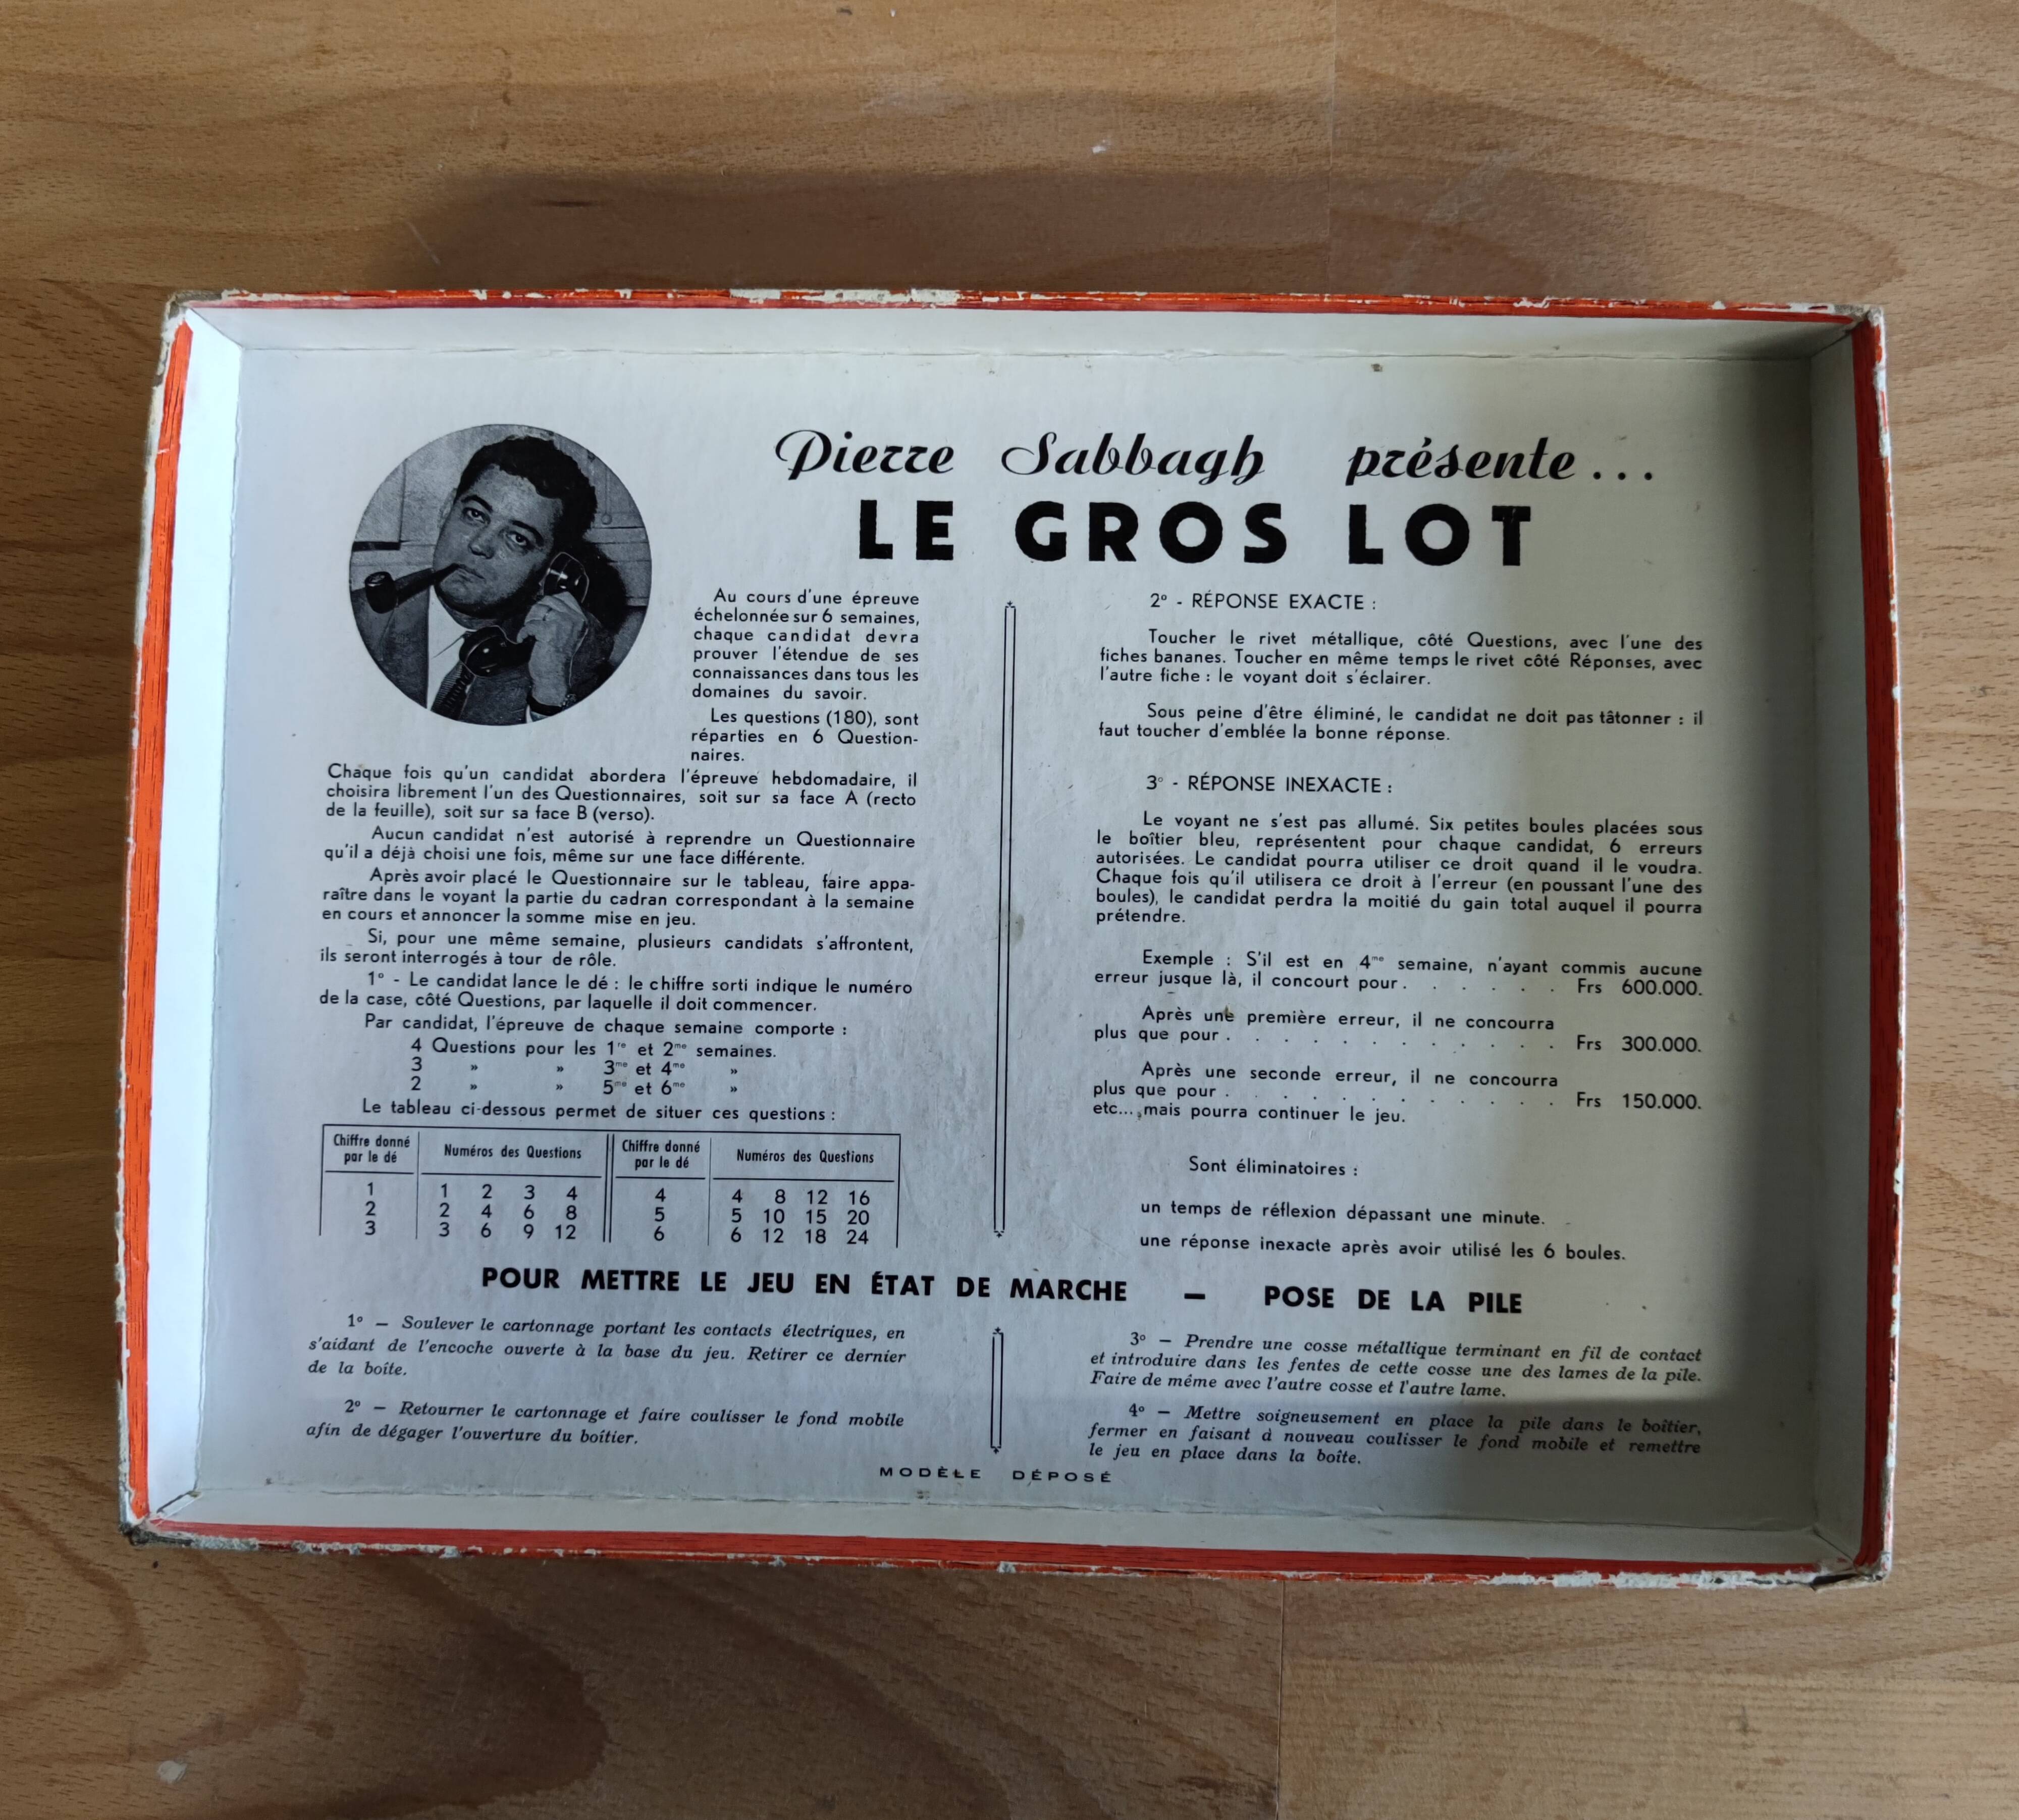 Pierre Sabbagh présente...
LE GROS LOT
Au cours d'une épreuve
échelonnée sur 6 semaines,
chaque candidat devra
prouver l'étendue de ses
connaissances dans tous les
domaines du savoir.
Les questions (180), sont
réparties en 6 Question-
naires.
Chaque fois qu'un candidat abordera l'épreuve hebdomadaire, il
choisira librement l'un des Questionnaires, soit sur sa face A (recto
de la feuille), soit sur sa face B (verso).
Aucun candidat n'est autorisé à reprendre un Questionnaire
qu'il a déjà choisi une fois, même sur une face différente.
Après avoir placé le Questionnaire sur le tableau, faire appa-
raître dans le voyant la partie du cadran correspondant à la semaine
en cours et annoncer la somme mise en jeu.
Si, pour une même semaine, plusieurs candidats s'affrontent,
ils seront interrogés à tour de rôle.
1° - Le candidat lance le dé : le chiffre sorti indique le numéro
de la case, côté Questions, par laquelle il doit commencer.
Par candidat, l'épreuve de chaque semaine comporte :
4 Questions pour les 1re et 2me semaines.
3 » » 3me et 4me »
2 » » 5me et 6me »
Le tableau ci-dessous permet de situer ces questions :
Chiffre donné par le dé Numéros des Questions Chiffre donné par le dé Numéros des Questions
1 1 2 3 4 4 4 8 12 16
2 2 4 6 8 5 5 10 15 20
3 3 6 9 12 6 6 12 18 24
2° - RÉPONSE EXACTE :
Toucher le rivet métallique, côté Questions, avec l'une des
fiches bananes. Toucher en même temps le rivet côté Réponses, avec
l'autre fiche : le voyant doit s'éclairer.
Sous peine d'être éliminé, le candidat ne doit pas tâtonner : il
faut toucher d'emblée la bonne réponse.
3° - RÉPONSE INEXACTE :
Le voyant ne s'est pas allumé. Six petites boules placées sous
le boîtier bleu, représentent pour chaque candidat, 6 erreurs
autorisées. Le candidat pourra utiliser ce droit quand il le voudra.
Chaque fois qu'il utilisera ce droit à l'erreur (en poussant l'une des
boules), le candidat perdra la moitié du gain total auquel il pourra
prétendre.
Exemple : S'il est en 4me semaine, n'ayant commis aucune
erreur jusque là, il concourt pour . . . . . . Frs 600.000.
Après une première erreur, il ne concourra
plus que pour . . . . . . . . . . . . . Frs 300.000.
Après une seconde erreur, il ne concourra
plus que pour . . . . . . . . . . . . . Frs 150.000.
etc... mais pourra continuer le jeu.
Sont éliminatoires :
un temps de réflexion dépassant une minute.
une réponse inexacte après avoir utilisé les 6 boules.
POUR METTRE LE JEU EN ÉTAT DE MARCHE — POSE DE LA PILE
1° — Soulever le cartonnage portant les contacts électriques, en
s'aidant de l'encoche ouverte à la base du jeu. Retirer ce dernier
de la boîte.
2° — Retourner le cartonnage et faire coulisser le fond mobile
afin de dégager l'ouverture du boîtier.
3° — Prendre une cosse métallique terminant en fil de contact
et introduire dans les fentes de cette cosse une des lames de la pile.
Faire de même avec l'autre cosse et l'autre lame.
4° — Mettre soigneusement en place la pile dans le boîtier,
fermer en faisant à nouveau coulisser le fond mobile et remettre
le jeu en place dans la boîte.
MODÈLE DÉPOSÉ